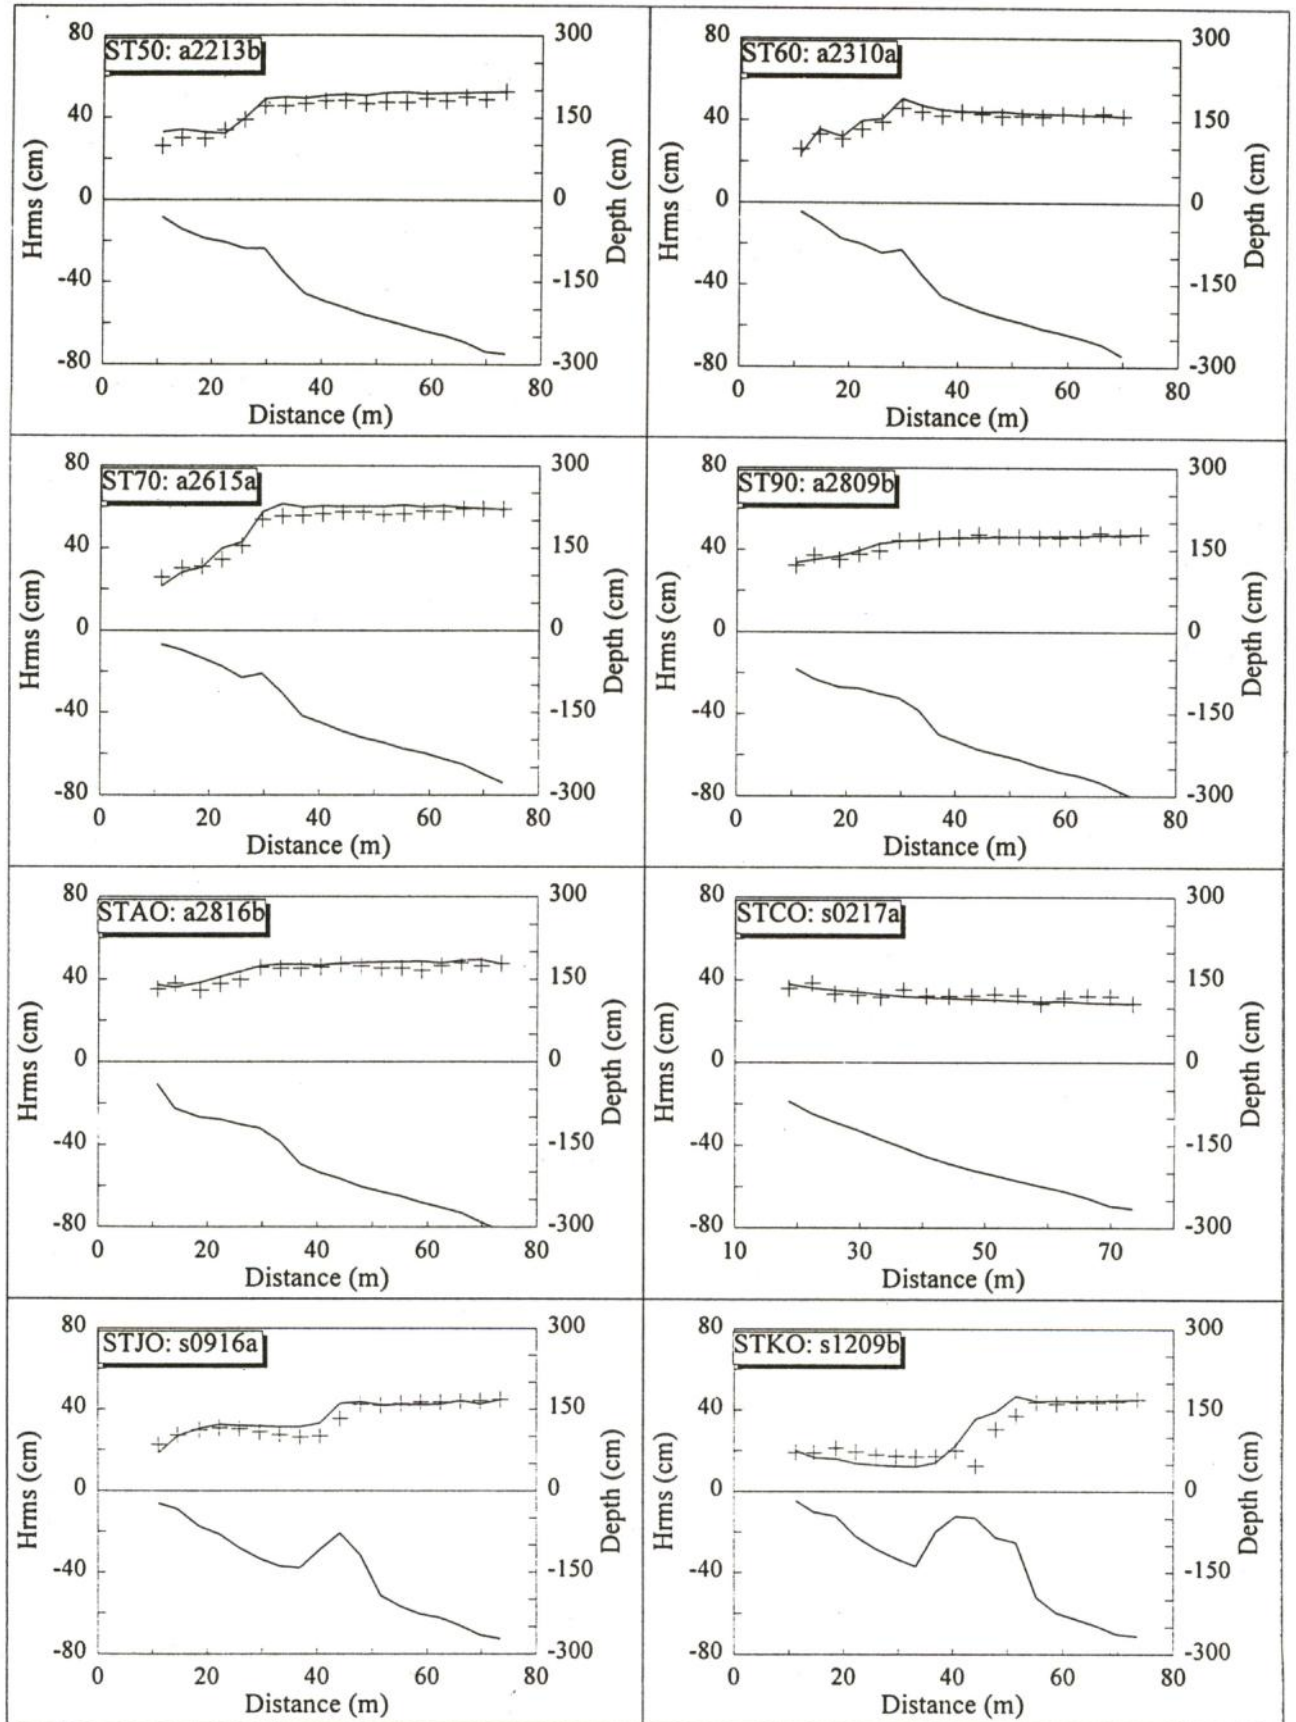 ST50: a2213b
80
40
0
-40
-80
Hrms (cm)
300
150
0
-150
-300
Depth (cm)
0 20 40 60 80
Distance (m)
ST60: a2310a
80
40
0
-40
-80
Hrms (cm)
300
150
0
-150
-300
Depth (cm)
0 20 40 60 80
Distance (m)
ST70: a2615a
80
40
0
-40
-80
Hrms (cm)
300
150
0
-150
-300
Depth (cm)
0 20 40 60 80
Distance (m)
ST90: a2809b
80
40
0
-40
-80
Hrms (cm)
300
150
0
-150
-300
Depth (cm)
0 20 40 60 80
Distance (m)
STAO: a2816b
80
40
0
-40
-80
Hrms (cm)
300
150
0
-150
-300
Depth (cm)
0 20 40 60 80
Distance (m)
STCO: s0217a
80
40
0
-40
-80
Hrms (cm)
300
150
0
-150
-300
Depth (cm)
10 30 50 70
Distance (m)
STJO: s0916a
80
40
0
-40
-80
Hrms (cm)
300
150
0
-150
-300
Depth (cm)
0 20 40 60 80
Distance (m)
STKO: s1209b
80
40
0
-40
-80
Hrms (cm)
300
150
0
-150
-300
Depth (cm)
0 20 40 60 80
Distance (m)